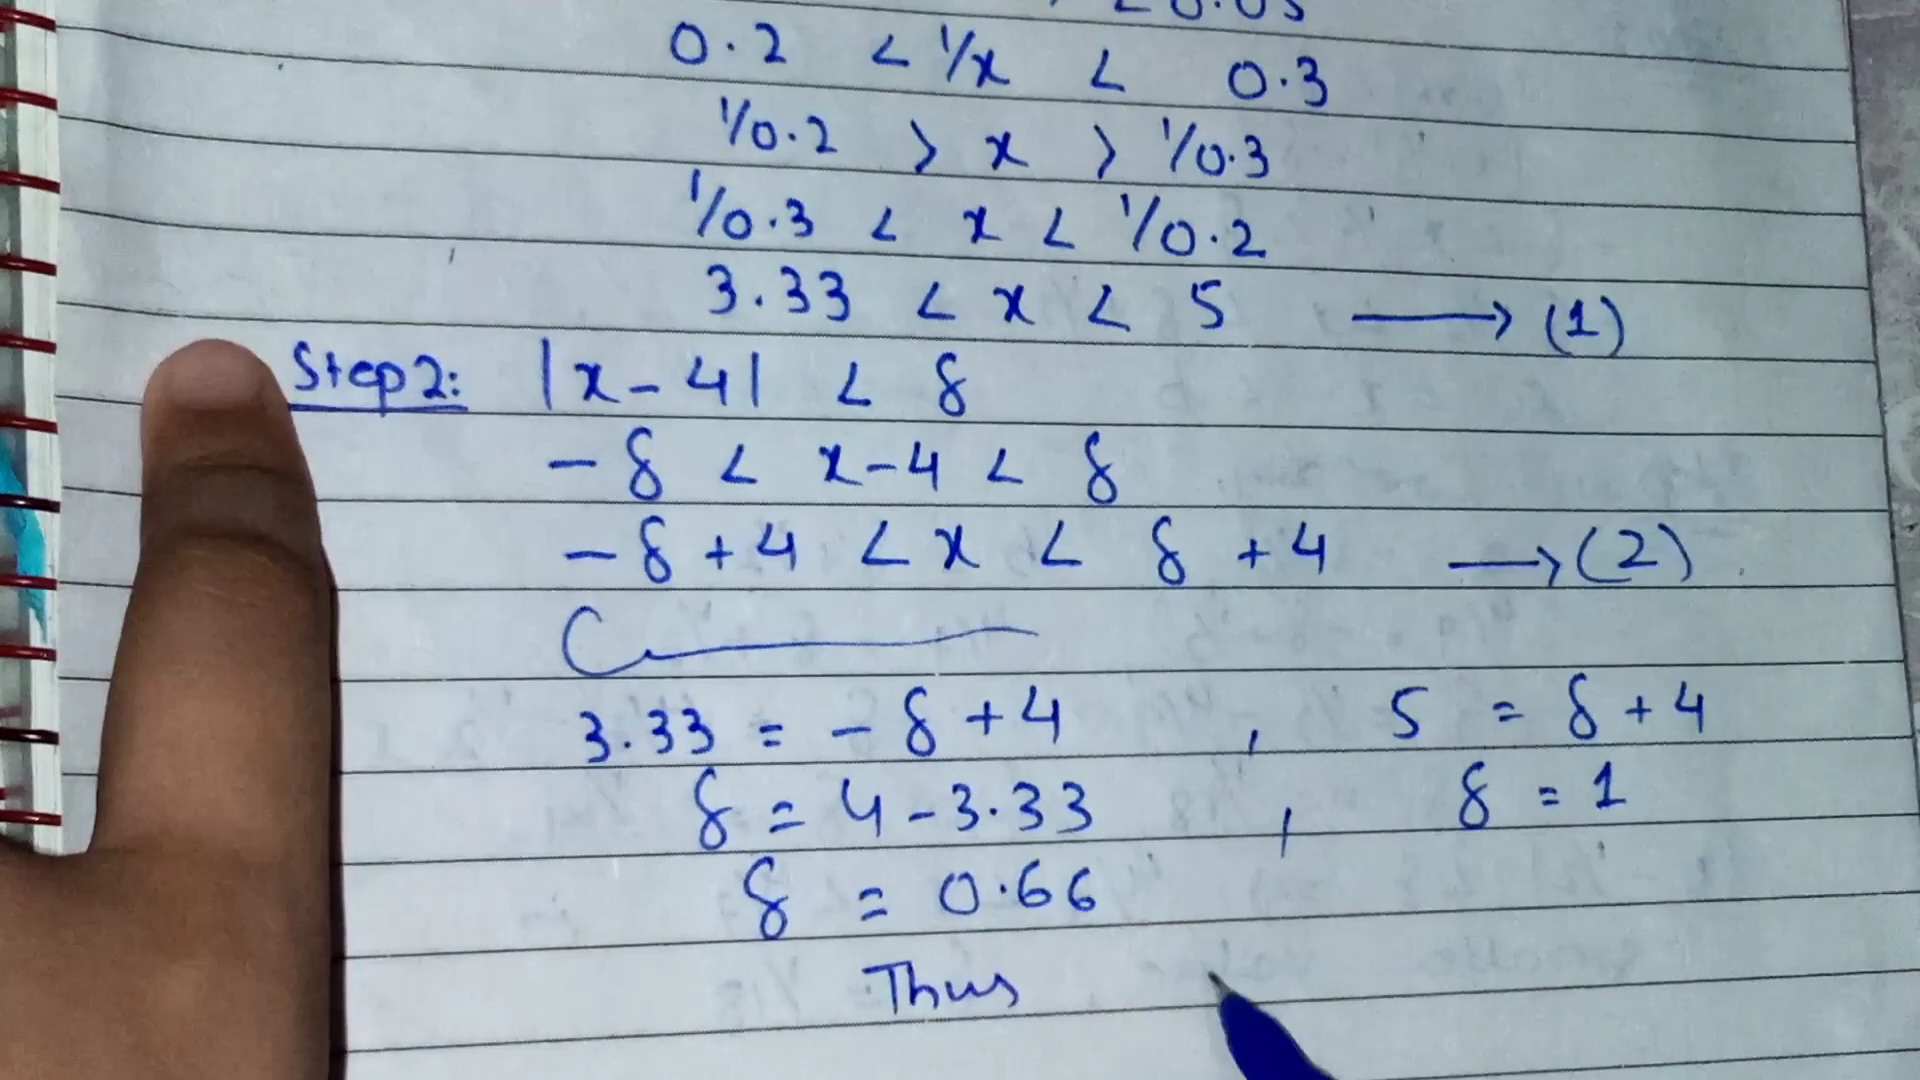 < 0.05
0.2 < 1/x < 0.3
1/0.2 > x > 1/0.3
1/0.3 < x < 1/0.2
3.33 < x < 5 ⟶ (1)
Step 2: |x - 4| < δ
- δ < x - 4 < δ
- δ + 4 < x < δ + 4 ⟶ (2)
3.33 = - δ + 4 , 5 = δ + 4
δ = 4 - 3.33 , δ = 1
δ = 0.66
Thus